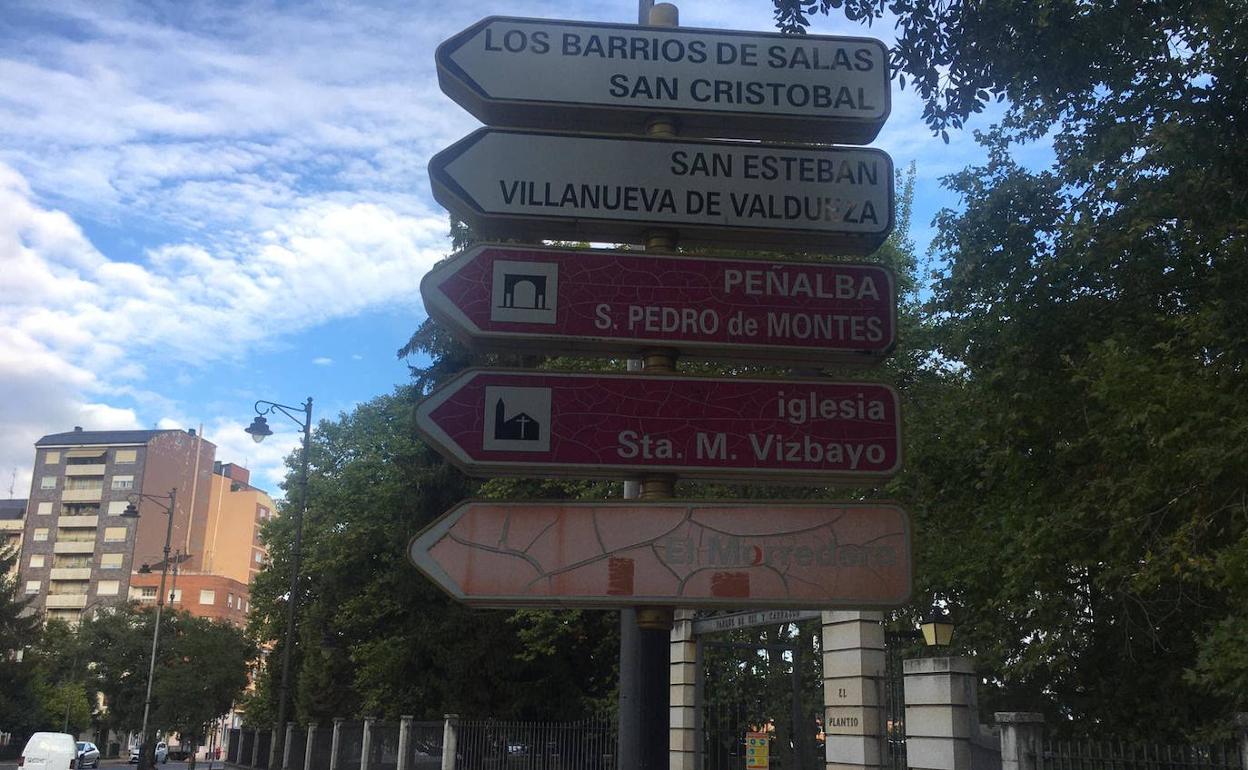 LOS BARRIOS DE SALAS
SAN CRISTOBAL
SAN ESTEBAN
VILLANUEVA DE VALDUEZA
PEÑALBA
S. PEDRO de MONTES
iglesia
Sta. M. Vizbayo
El Morredero
EL
PLANTIO